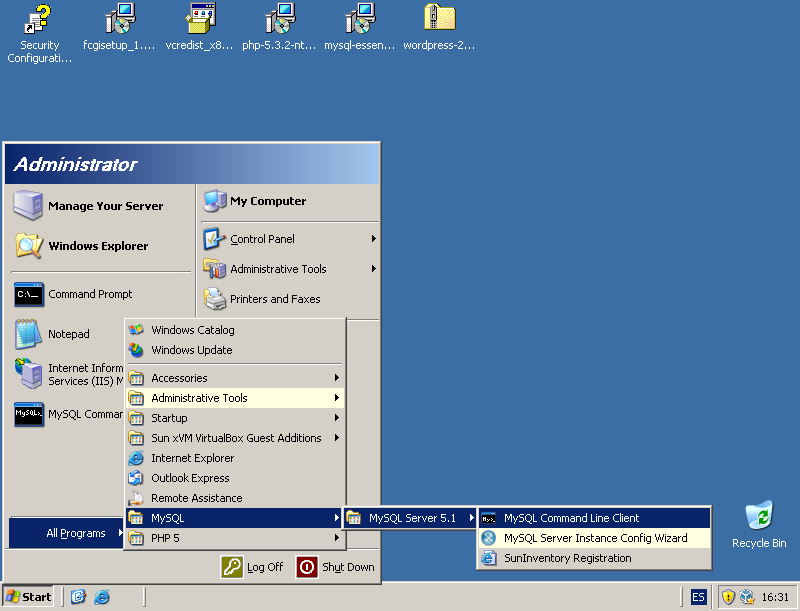 Security
Configurati...
fcgisetup_1....
vcredist_x8...
php-5.3.2-nt...
mysql-essen...
wordpress-2...
Administrator
Manage Your Server
Windows Explorer
Command Prompt
Notepad
Internet Inform
Services (IIS) M
MySQL Commar
All Programs
My Computer
Control Panel
Administrative Tools
Printers and Faxes
Windows Catalog
Windows Update
Accessories
Administrative Tools
Startup
Sun xVM VirtualBox Guest Additions
Internet Explorer
Outlook Express
Remote Assistance
MySQL
PHP 5
MySQL Server 5.1
MySQL Command Line Client
MySQL Server Instance Config Wizard
SunInventory Registration
Log Off
Shut Down
Recycle Bin
Start
ES
16:31